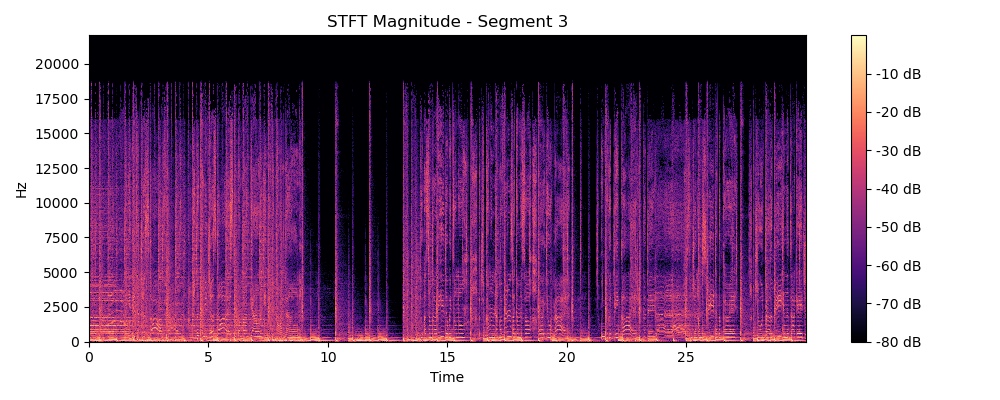 STFT Magnitude - Segment 3
20000
17500
15000
12500
10000
7500
5000
2500
0
Hz
0 5 10 15 20 25
Time
-10 dB
-20 dB
-30 dB
-40 dB
-50 dB
-60 dB
-70 dB
-80 dB